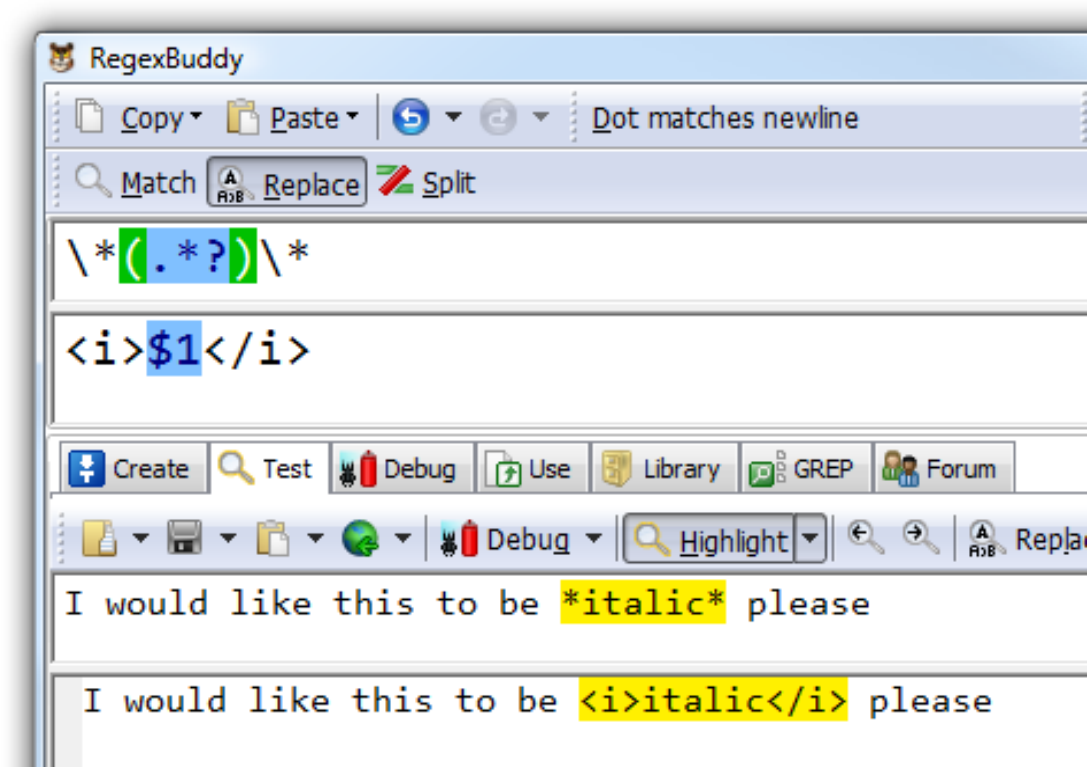 RegexBuddy
Copy Paste Dot matches newline
Match Replace Split
\*(.*?)\*
<i>$1</i>
Create Test Debug Use Library GREP Forum
Debug Highlight
I would like this to be *italic* please
I would like this to be <i>italic</i> please